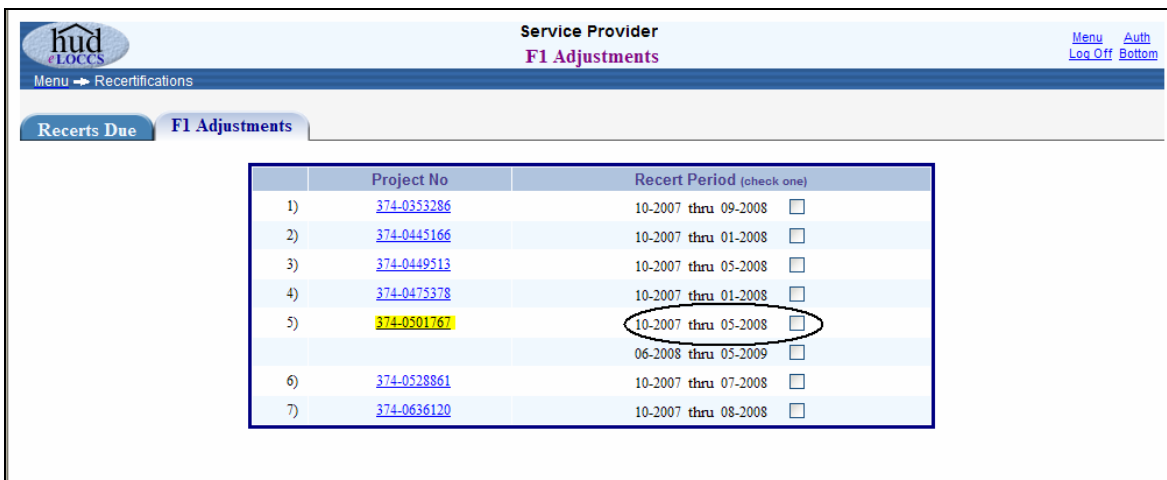 hud
eLOCCS
Service Provider
F1 Adjustments
Menu Auth
Log Off Bottom
Menu → Recertifications
Recerts Due F1 Adjustments
Project No Recert Period (check one)
1) 374-0353286 10-2007 thru 09-2008
2) 374-0445166 10-2007 thru 01-2008
3) 374-0449513 10-2007 thru 05-2008
4) 374-0475378 10-2007 thru 01-2008
5) 374-0501767 10-2007 thru 05-2008
06-2008 thru 05-2009
6) 374-0528861 10-2007 thru 07-2008
7) 374-0636120 10-2007 thru 08-2008